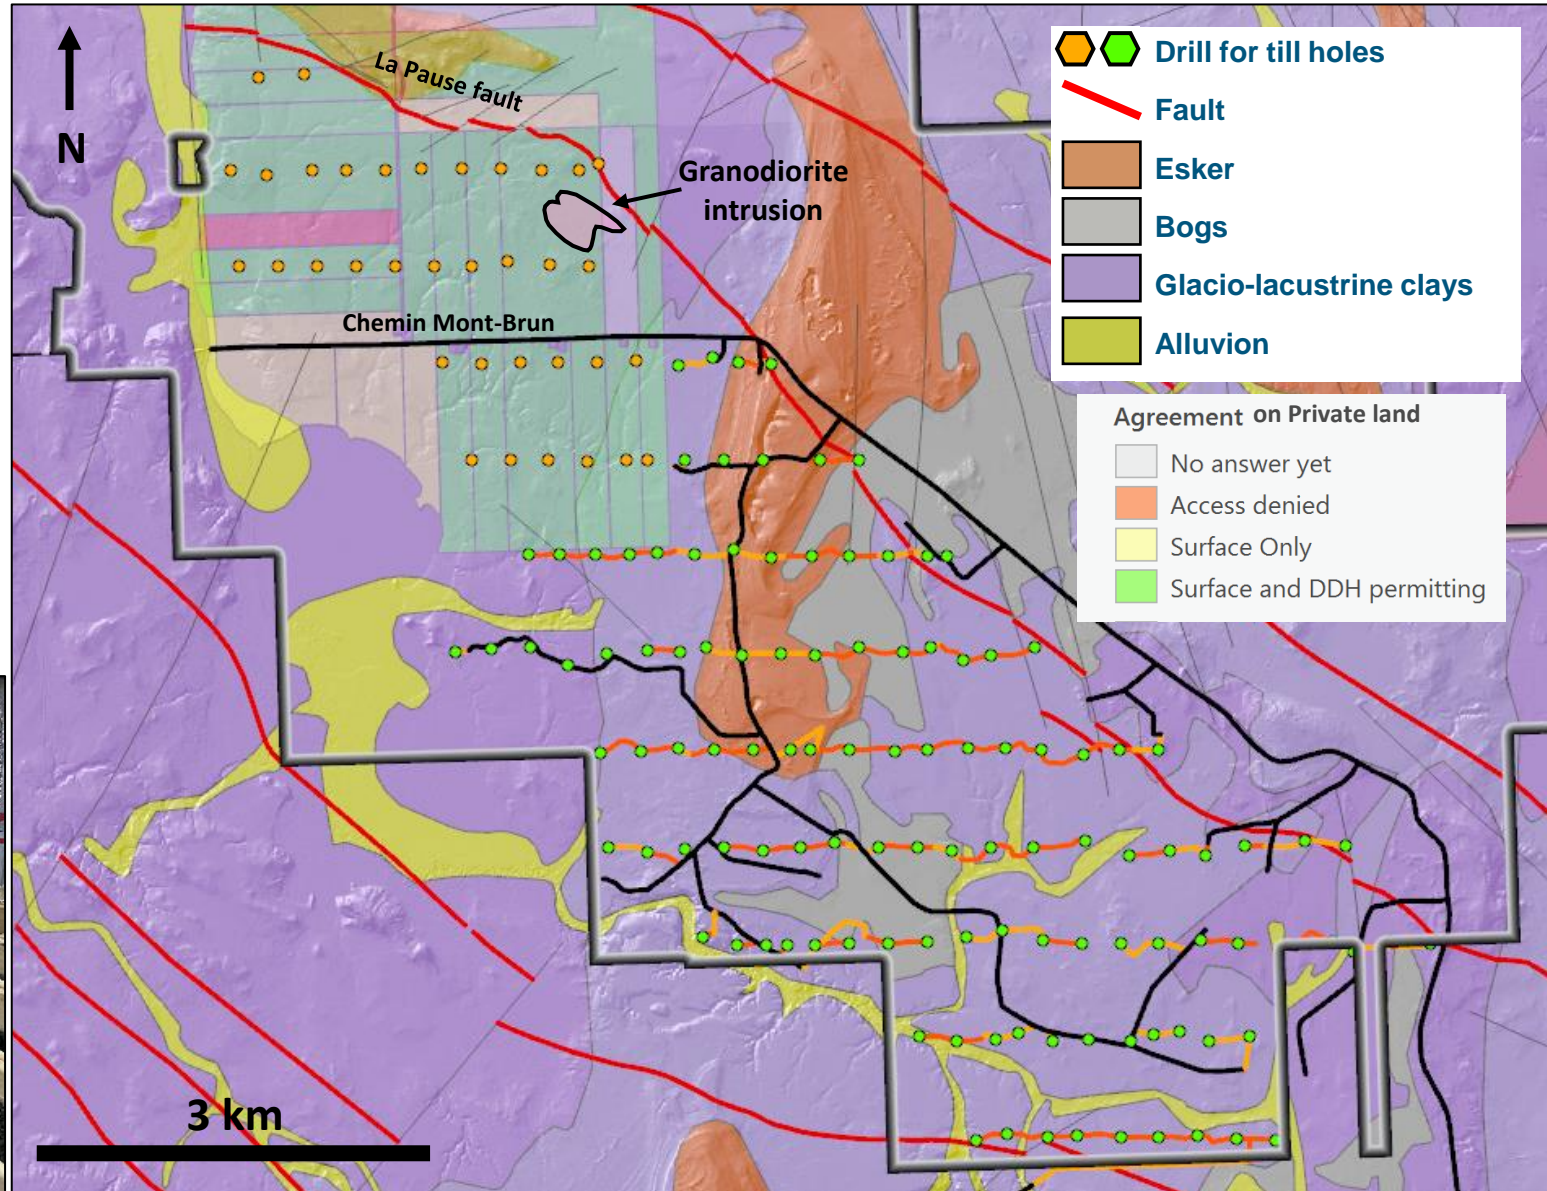 N
La Pause fault
Granodiorite
intrusion
Chemin Mont-Brun
3 km
Drill for till holes
Fault
Esker
Bogs
Glacio-lacustrine clays
Alluvion
Agreement on Private land
No answer yet
Access denied
Surface Only
Surface and DDH permitting